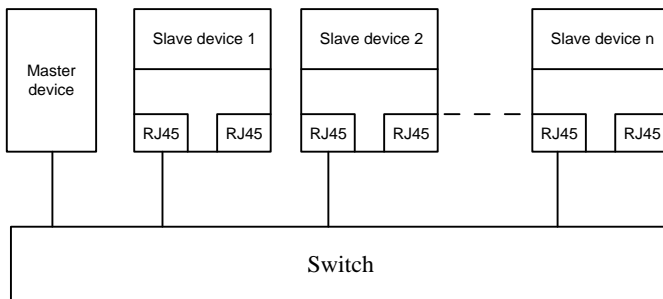 Master
device
Slave device 1
Slave device 2
Slave device n
RJ45
RJ45
RJ45
RJ45
RJ45
RJ45
Switch